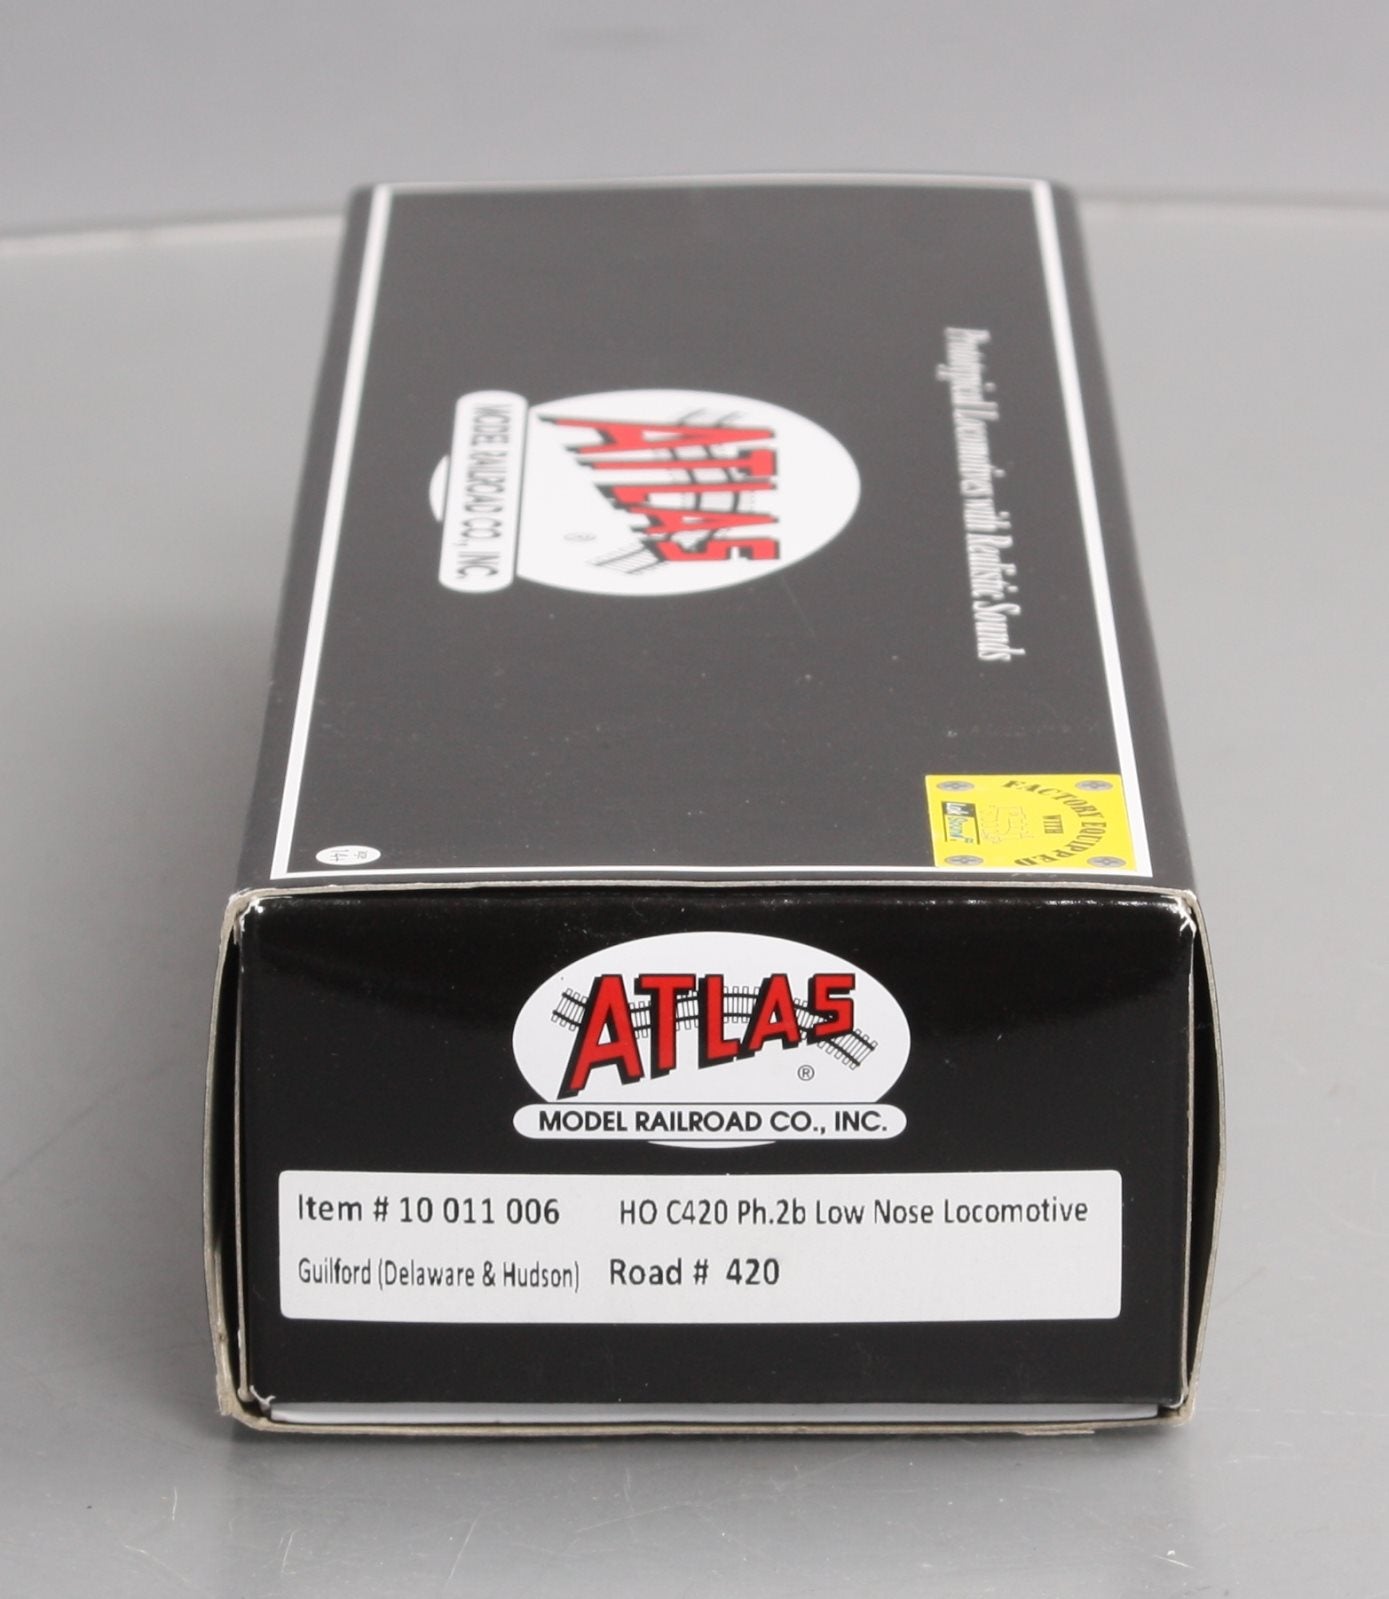 Prototypical Locomotives with Realistic Sounds
ATLAS
®
MODEL RAILROAD CO., INC.
FACTORY EQUIPPED
WITH
LokSound
ATLAS
®
MODEL RAILROAD CO., INC.
Item # 10 011 006 HO C420 Ph.2b Low Nose Locomotive
Guilford (Delaware & Hudson) Road # 420